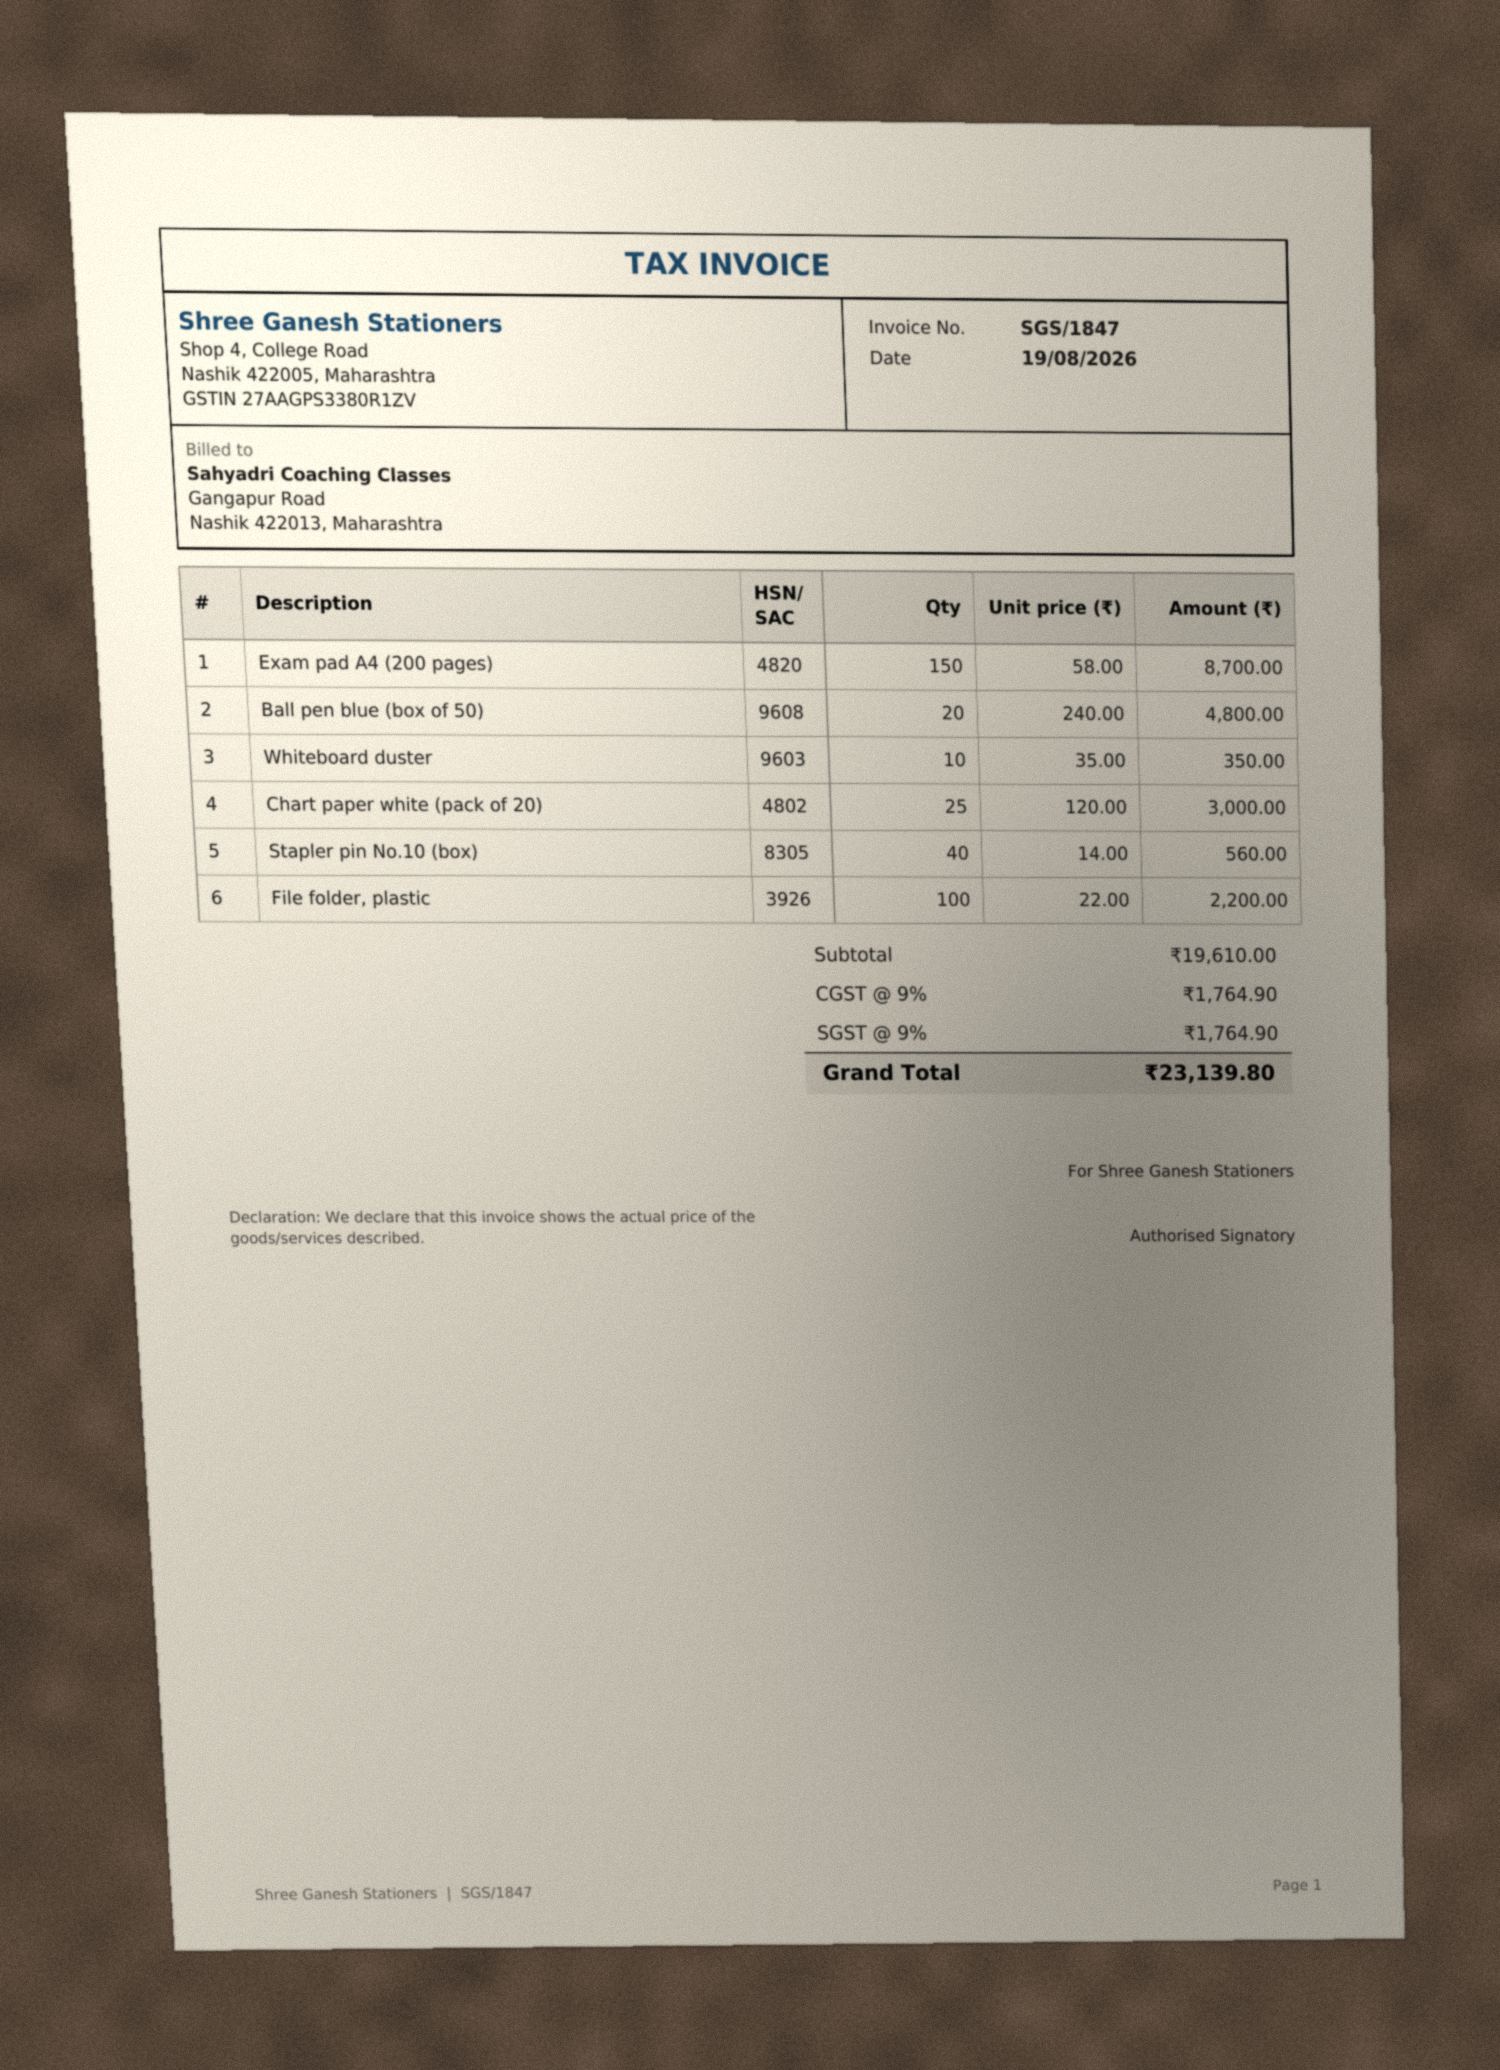 TAX INVOICE
Shree Ganesh Stationers
Shop 4, College Road
Nashik 422005, Maharashtra
GSTIN 27AAGPS3380R1ZV
Invoice No. SGS/1847
Date 19/08/2026
Billed to
Sahyadri Coaching Classes
Gangapur Road
Nashik 422013, Maharashtra
# Description HSN/SAC Qty Unit price (₹) Amount (₹)
1 Exam pad A4 (200 pages) 4820 150 58.00 8,700.00
2 Ball pen blue (box of 50) 9608 20 240.00 4,800.00
3 Whiteboard duster 9603 10 35.00 350.00
4 Chart paper white (pack of 20) 4802 25 120.00 3,000.00
5 Stapler pin No.10 (box) 8305 40 14.00 560.00
6 File folder, plastic 3926 100 22.00 2,200.00
Subtotal ₹19,610.00
CGST @ 9% ₹1,764.90
SGST @ 9% ₹1,764.90
Grand Total ₹23,139.80
For Shree Ganesh Stationers
Declaration: We declare that this invoice shows the actual price of the
goods/services described.
Authorised Signatory
Shree Ganesh Stationers | SGS/1847
Page 1